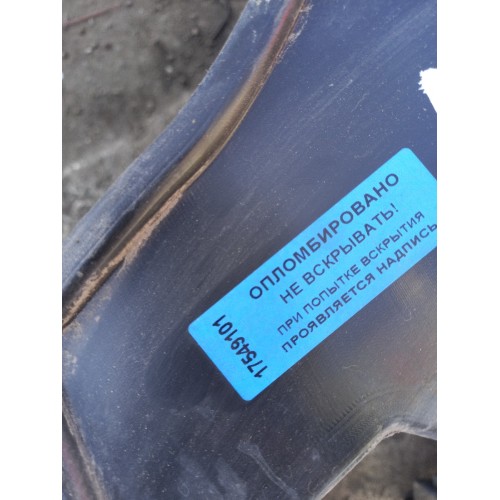 ОПЛОМБИРОВАНО
НЕ ВСКРЫВАТЬ!
ПРИ ПОПЫТКЕ ВСКРЫТИЯ
ПРОЯВЛЯЕТСЯ НАДПИСЬ
17549101